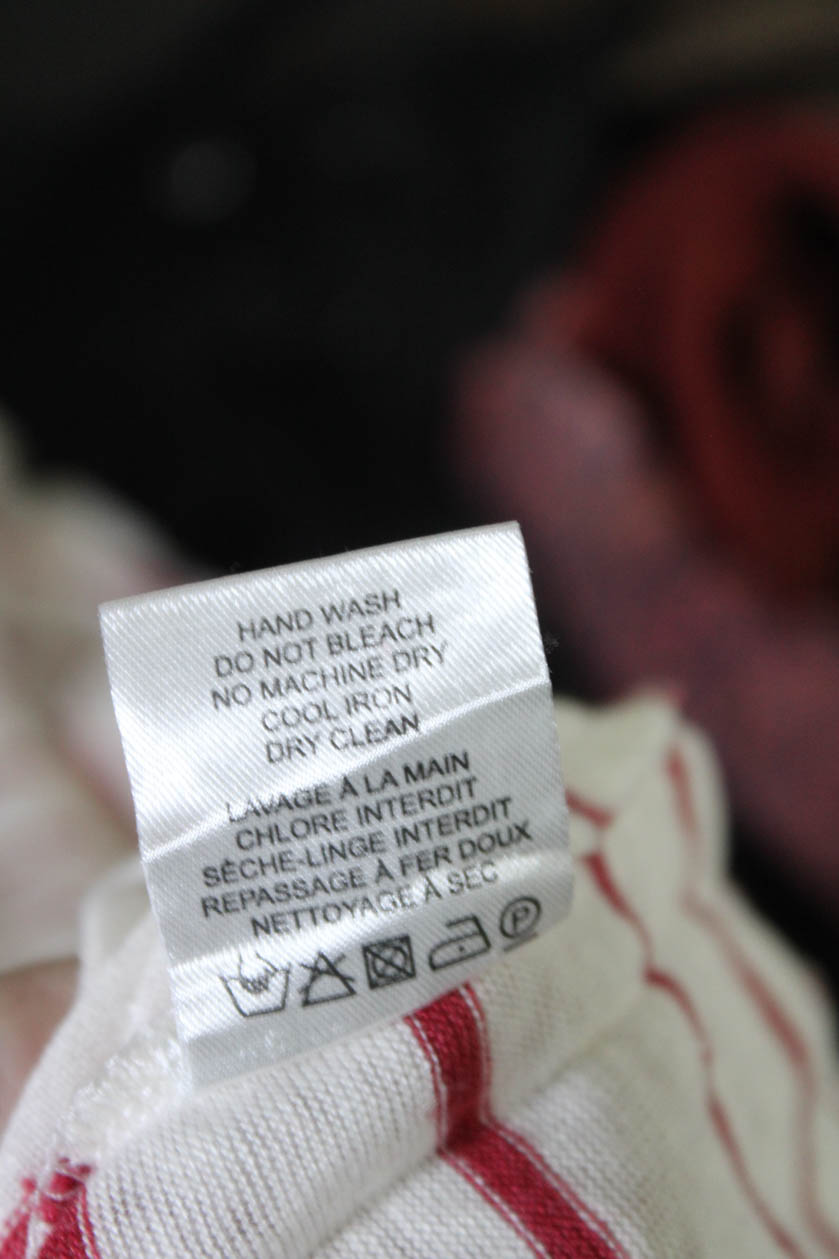 HAND WASH
DO NOT BLEACH
NO MACHINE DRY
COOL IRON
DRY CLEAN
LAVAGE À LA MAIN
CHLORE INTERDIT
SÈCHE-LINGE INTERDIT
REPASSAGE À FER DOUX
NETTOYAGE À SEC
P